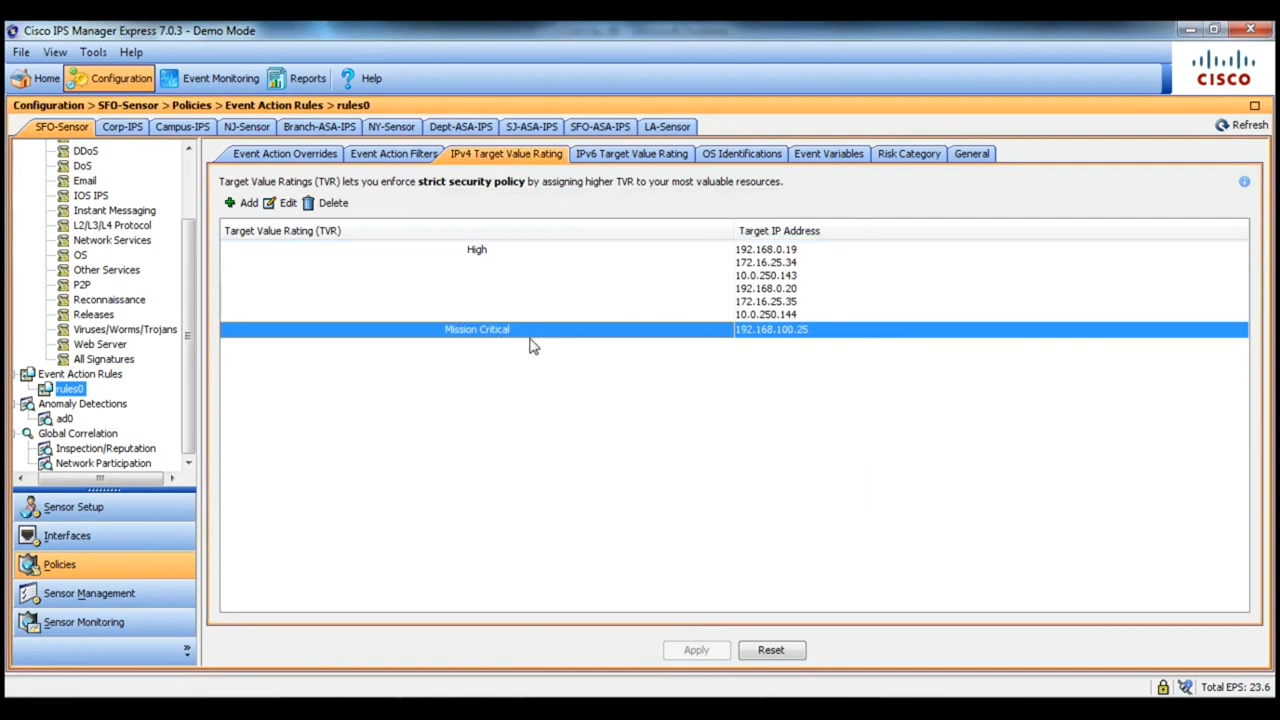 Cisco IPS Manager Express 7.0.3 - Demo Mode
File View Tools Help
Home Configuration Event Monitoring Reports Help
CISCO
Configuration > SFO-Sensor > Policies > Event Action Rules > rules0
SFO-Sensor Corp-IPS Campus-IPS NJ-Sensor Branch-ASA-IPS NY-Sensor Dept-ASA-IPS SJ-ASA-IPS SFO-ASA-IPS LA-Sensor Refresh
DDoS
DoS
Email
IOS IPS
Instant Messaging
L2/L3/L4 Protocol
Network Services
OS
Other Services
P2P
Reconnaissance
Releases
Viruses/Worms/Trojans
Web Server
All Signatures
Event Action Rules
rules0
Anomaly Detections
ad0
Global Correlation
Inspection/Reputation
Network Participation
Sensor Setup
Interfaces
Policies
Sensor Management
Sensor Monitoring
Event Action Overrides Event Action Filters IPv4 Target Value Rating IPv6 Target Value Rating OS Identifications Event Variables Risk Category General
Target Value Ratings (TVR) lets you enforce strict security policy by assigning higher TVR to your most valuable resources.
Add Edit Delete
Target Value Rating (TVR) Target IP Address
High 192.168.0.19
172.16.25.34
10.0.250.143
192.168.0.20
172.16.25.35
10.0.250.144
Mission Critical 192.168.100.25
Apply Reset
Total EPS: 23.6